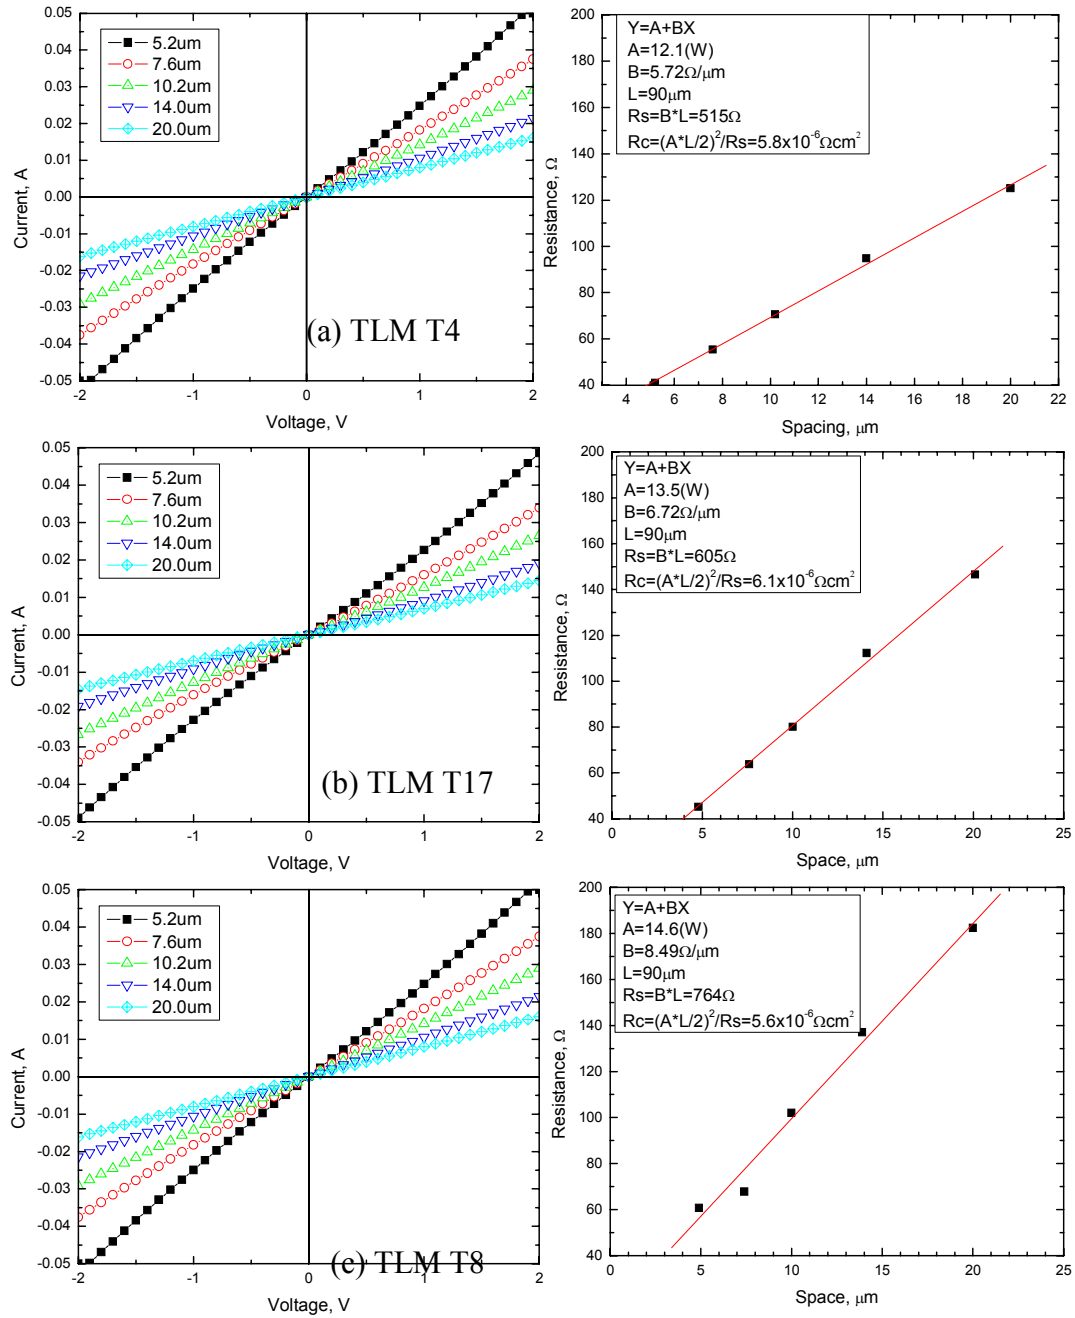 5.2um
7.6um
10.2um
14.0um
20.0um
0.05
0.04
0.03
0.02
0.01
0.00
-0.01
-0.02
-0.03
-0.04
-0.05
Current, A
-2 -1 0 1 2
Voltage, V
(a) TLM T4
Y=A+BX
A=12.1(W)
B=5.72Ω/μm
L=90μm
Rs=B*L=515Ω
Rc=(A*L/2)²/Rs=5.8x10⁻⁶Ωcm²
200
180
160
140
120
100
80
60
40
Resistance, Ω
4 6 8 10 12 14 16 18 20 22
Spacing, μm
5.2um
7.6um
10.2um
14.0um
20.0um
0.05
0.04
0.03
0.02
0.01
0.00
-0.01
-0.02
-0.03
-0.04
-0.05
Current, A
-2 -1 0 1 2
Voltage, V
(b) TLM T17
Y=A+BX
A=13.5(W)
B=6.72Ω/μm
L=90μm
Rs=B*L=605Ω
Rc=(A*L/2)²/Rs=6.1x10⁻⁶Ωcm²
200
180
160
140
120
100
80
60
40
Resistance, Ω
0 5 10 15 20 25
Space, μm
5.2um
7.6um
10.2um
14.0um
20.0um
0.05
0.04
0.03
0.02
0.01
0.00
-0.01
-0.02
-0.03
-0.04
-0.05
Current, A
-2 -1 0 1 2
Voltage, V
(c) TLM T8
Y=A+BX
A=14.6(W)
B=8.49Ω/μm
L=90μm
Rs=B*L=764Ω
Rc=(A*L/2)²/Rs=5.6x10⁻⁶Ωcm²
200
180
160
140
120
100
80
60
40
Resistance, Ω
0 5 10 15 20 25
Space, μm